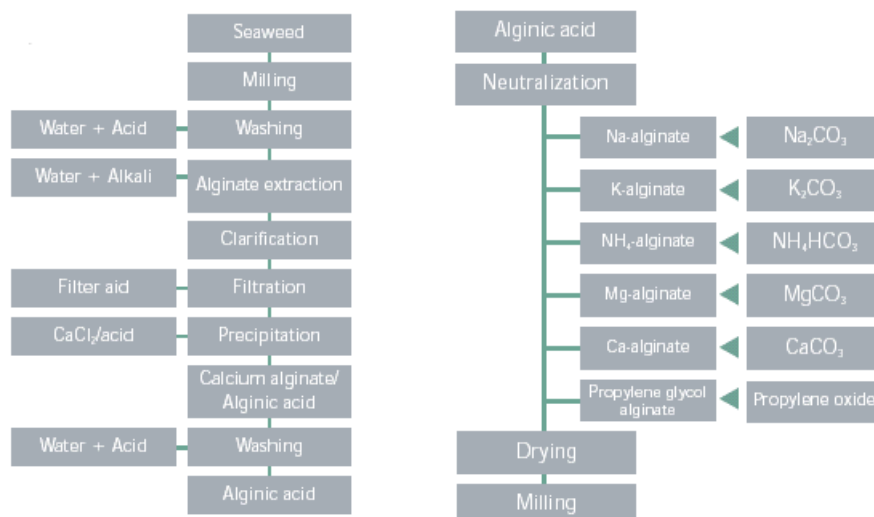 Seaweed
Milling
Water + Acid
Washing
Water + Alkali
Alginate extraction
Clarification
Filter aid
Filtration
CaCl₂/acid
Precipitation
Calcium alginate/
Alginic acid
Water + Acid
Washing
Alginic acid
Alginic acid
Neutralization
Na-alginate
Na₂CO₃
K-alginate
K₂CO₃
NH₄-alginate
NH₄HCO₃
Mg-alginate
MgCO₃
Ca-alginate
CaCO₃
Propylene glycol
alginate
Propylene oxide
Drying
Milling